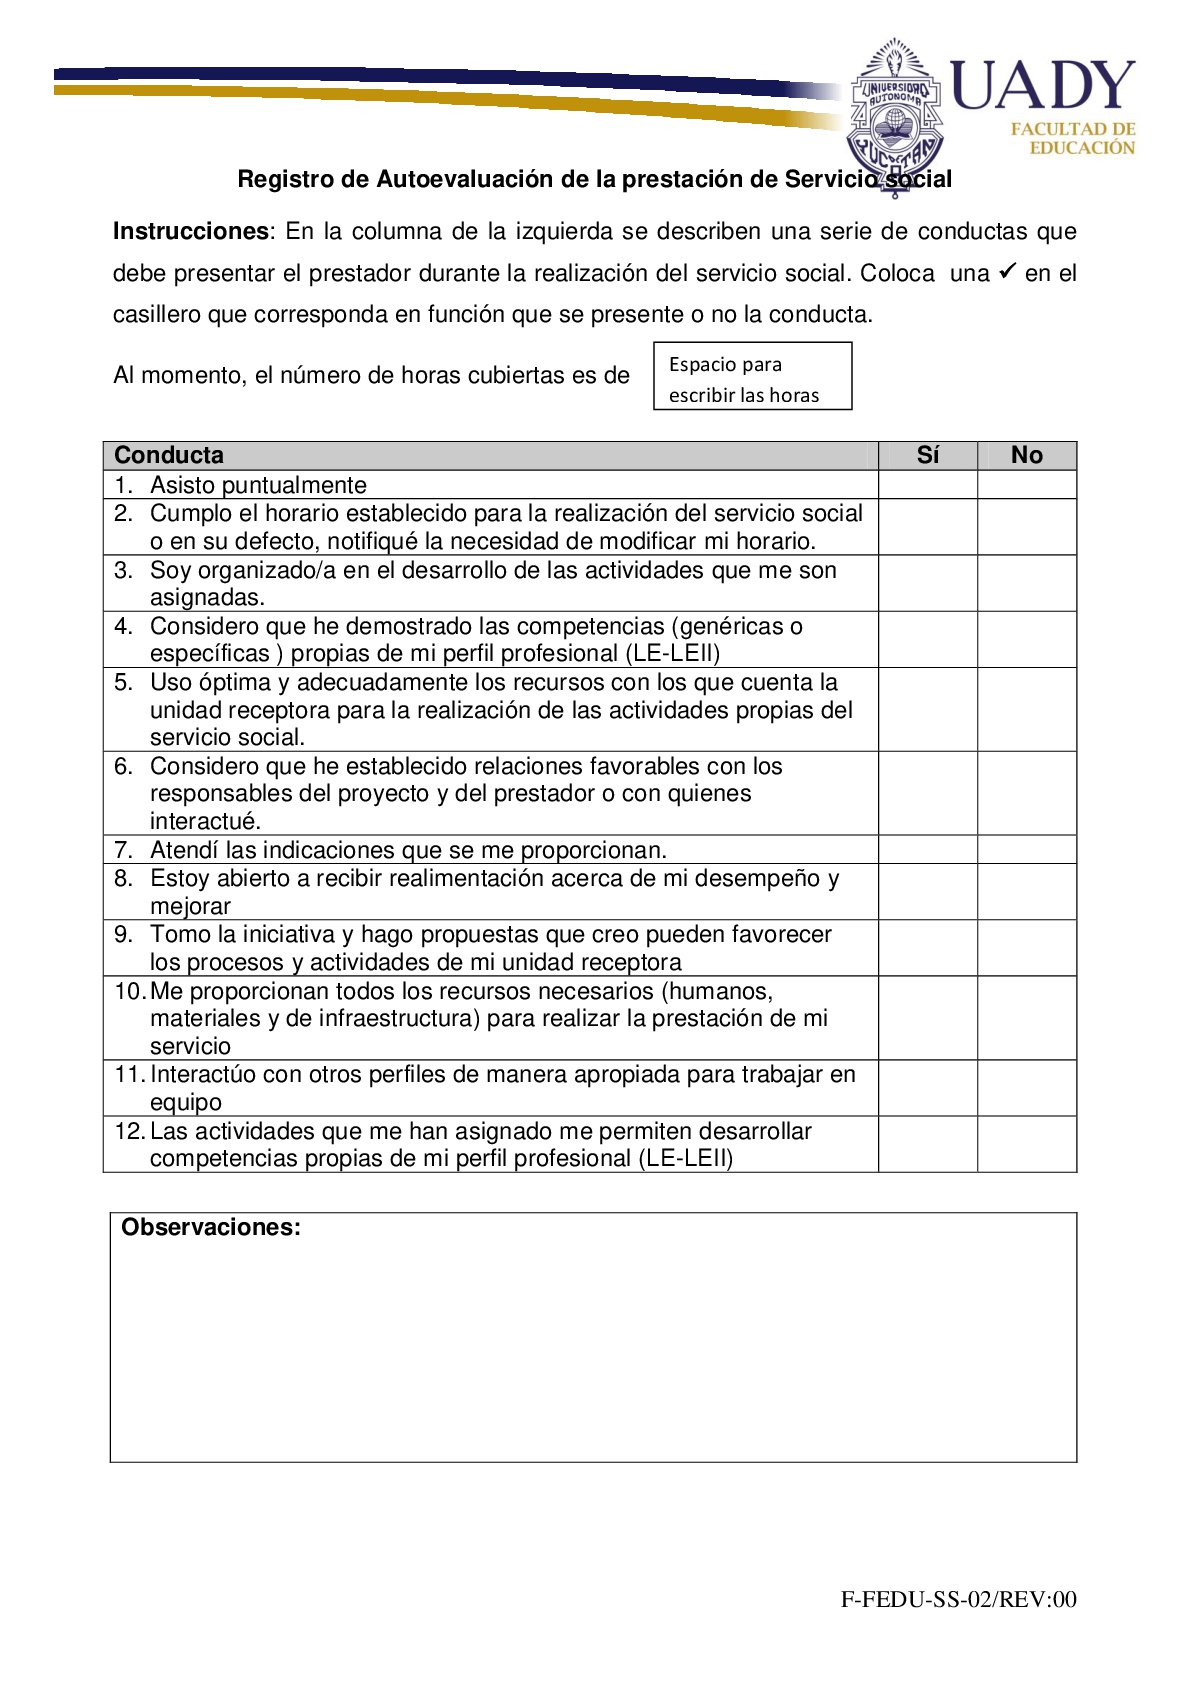 UNIVERSIDAD
AUTONOMA
YUCATAN
UADY
FACULTAD DE
EDUCACIÓN
Registro de Autoevaluación de la prestación de Servicio social
Instrucciones: En la columna de la izquierda se describen una serie de conductas que
debe presentar el prestador durante la realización del servicio social. Coloca una ✓ en el
casillero que corresponda en función que se presente o no la conducta.
Al momento, el número de horas cubiertas es de
Espacio para
escribir las horas
Conducta Sí No
1. Asisto puntualmente
2. Cumplo el horario establecido para la realización del servicio social
o en su defecto, notifiqué la necesidad de modificar mi horario.
3. Soy organizado/a en el desarrollo de las actividades que me son
asignadas.
4. Considero que he demostrado las competencias (genéricas o
específicas ) propias de mi perfil profesional (LE-LEII)
5. Uso óptima y adecuadamente los recursos con los que cuenta la
unidad receptora para la realización de las actividades propias del
servicio social.
6. Considero que he establecido relaciones favorables con los
responsables del proyecto y del prestador o con quienes
interactué.
7. Atendí las indicaciones que se me proporcionan.
8. Estoy abierto a recibir realimentación acerca de mi desempeño y
mejorar
9. Tomo la iniciativa y hago propuestas que creo pueden favorecer
los procesos y actividades de mi unidad receptora
10. Me proporcionan todos los recursos necesarios (humanos,
materiales y de infraestructura) para realizar la prestación de mi
servicio
11. Interactúo con otros perfiles de manera apropiada para trabajar en
equipo
12. Las actividades que me han asignado me permiten desarrollar
competencias propias de mi perfil profesional (LE-LEII)
Observaciones:
F-FEDU-SS-02/REV:00